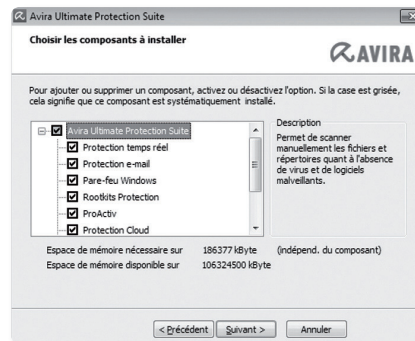 Avira Ultimate Protection Suite
Choisir les composants à installer
AVIRA
Pour ajouter ou supprimer un composant, activez ou désactivez l'option. Si la case est grisée,
cela signifie que ce composant est systématiquement installé.
Avira Ultimate Protection Suite
Protection temps réel
Protection e-mail
Pare-feu Windows
Rootkits Protection
ProActiv
Protection Cloud
Description
Permet de scanner
manuellement les fichiers et
répertoires quant à l'absence
de virus et de logiciels
malveillants.
Espace de mémoire nécessaire sur 186377 kByte (indépend. du composant)
Espace de mémoire disponible sur 106324500 kByte
< Précédent Suivant > Annuler